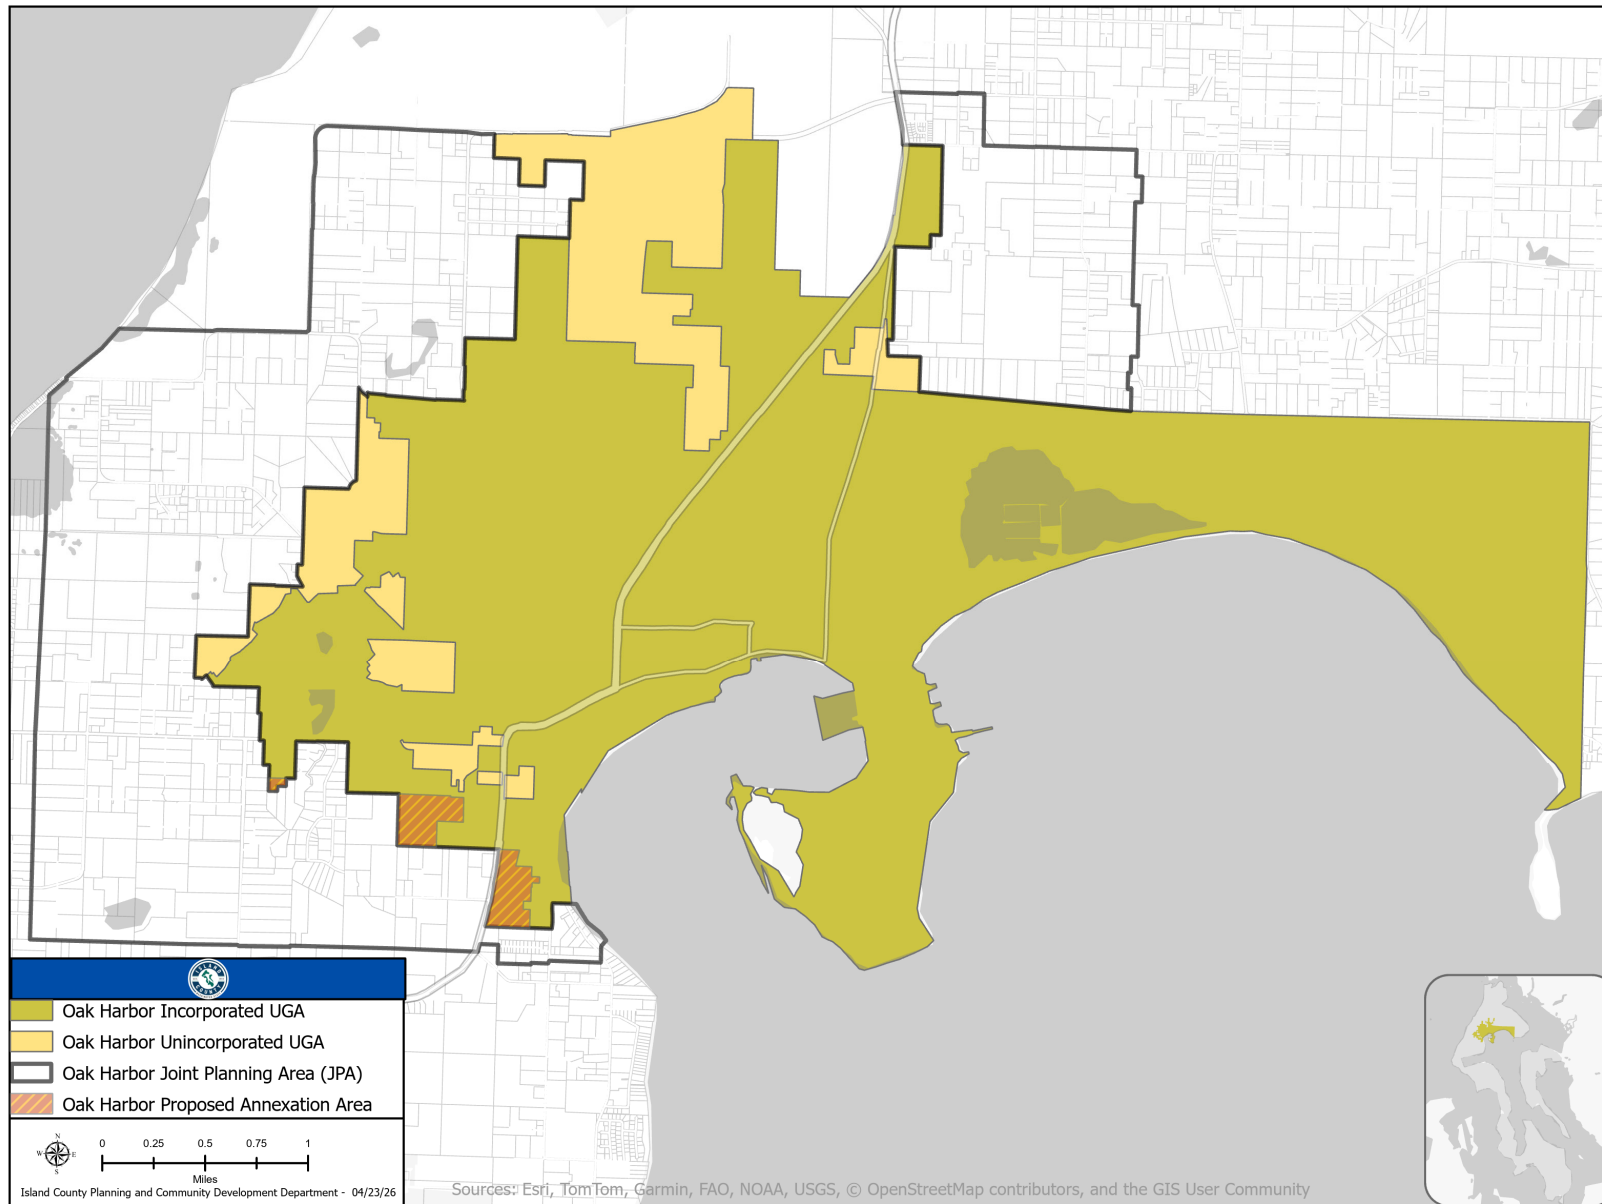 ISLAND COUNTY
Oak Harbor Incorporated UGA
Oak Harbor Unincorporated UGA
Oak Harbor Joint Planning Area (JPA)
Oak Harbor Proposed Annexation Area
N
W E
S
0 0.25 0.5 0.75 1
Miles
Island County Planning and Community Development Department - 04/23/26
Sources: Esri, TomTom, Garmin, FAO, NOAA, USGS, © OpenStreetMap contributors, and the GIS User Community